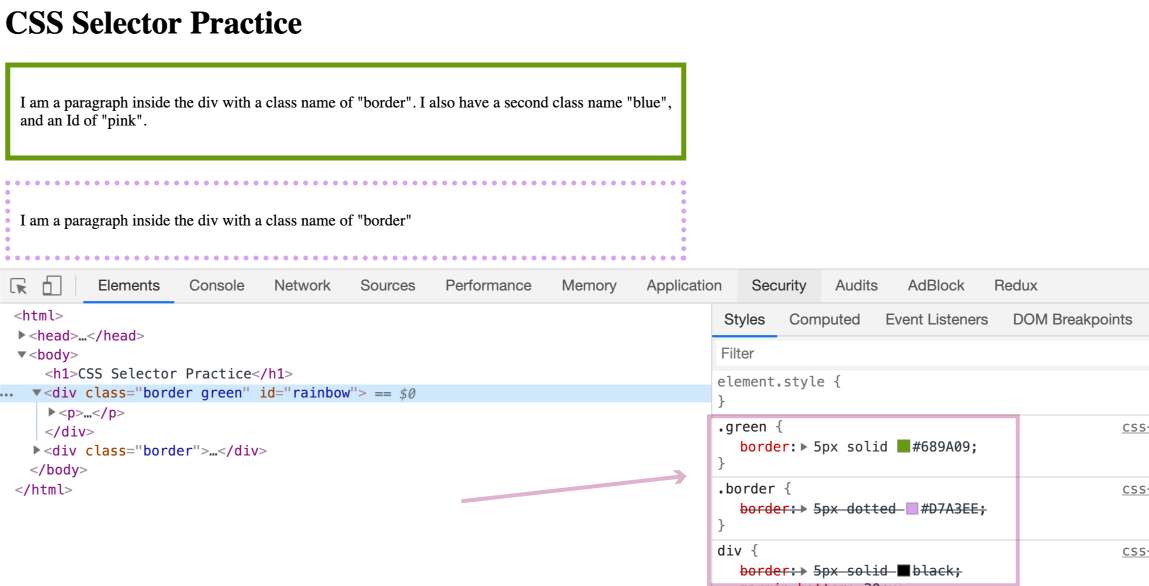 CSS Selector Practice
I am a paragraph inside the div with a class name of "border". I also have a second class name "blue",
and an Id of "pink".
I am a paragraph inside the div with a class name of "border"
Elements Console Network Sources Performance Memory Application Security Audits AdBlock Redux
<html>
▶<head>…</head>
▼<body>
<h1>CSS Selector Practice</h1>
…▼<div class="border green" id="rainbow"> == $0
▶<p>…</p>
</div>
▶<div class="border">…</div>
</body>
</html>
Styles Computed Event Listeners DOM Breakpoints
Filter
element.style {
}
.green { css-
border:▶ 5px solid #689A09;
}
.border { css-
border:▶ 5px dotted #D7A3EE;
}
div { css-
border:▶ 5px solid black;